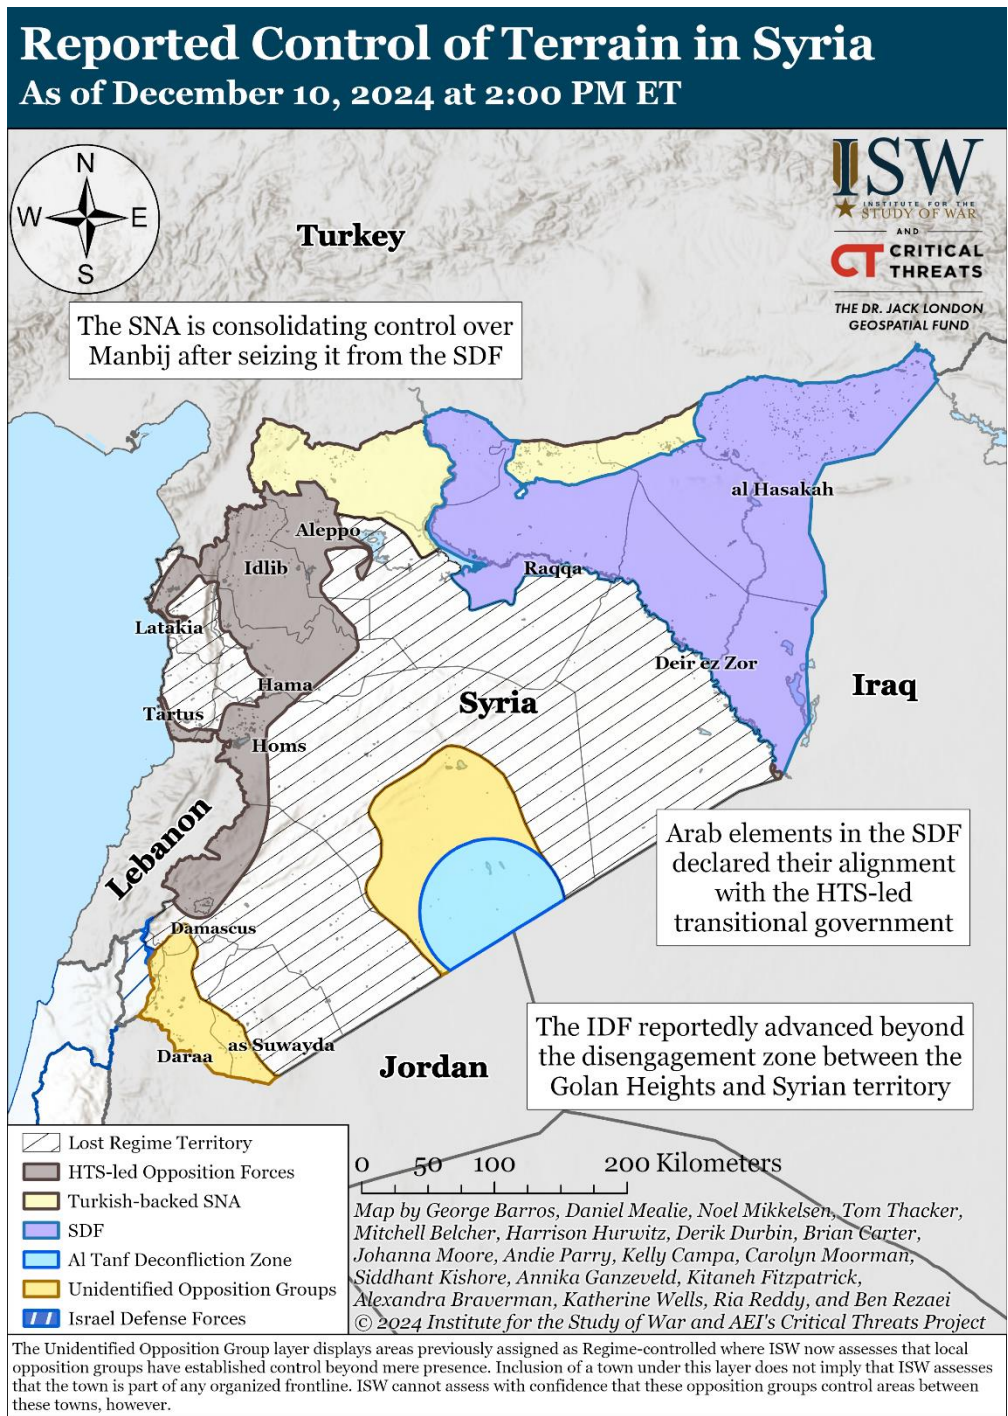 Reported Control of Terrain in Syria
As of December 10, 2024 at 2:00 PM ET
N
W
E
S
ISW
INSTITUTE FOR THE
STUDY OF WAR
AND
CT CRITICAL
THREATS
THE DR. JACK LONDON
GEOSPATIAL FUND
Turkey
The SNA is consolidating control over
Manbij after seizing it from the SDF
al Hasakah
Aleppo
Idlib
Raqqa
Latakia
Deir ez Zor
Hama
Iraq
Syria
Tartus
Homs
Lebanon
Arab elements in the SDF
declared their alignment
with the HTS-led
transitional government
Damascus
The IDF reportedly advanced beyond
the disengagement zone between the
Golan Heights and Syrian territory
as Suwayda
Daraa
Jordan
Lost Regime Territory
HTS-led Opposition Forces
Turkish-backed SNA
SDF
Al Tanf Deconfliction Zone
Unidentified Opposition Groups
Israel Defense Forces
0 50 100 200 Kilometers
Map by George Barros, Daniel Mealie, Noel Mikkelsen, Tom Thacker,
Mitchell Belcher, Harrison Hurwitz, Derik Durbin, Brian Carter,
Johanna Moore, Andie Parry, Kelly Campa, Carolyn Moorman,
Siddhant Kishore, Annika Ganzeveld, Kitaneh Fitzpatrick,
Alexandra Braverman, Katherine Wells, Ria Reddy, and Ben Rezaei
© 2024 Institute for the Study of War and AEI's Critical Threats Project
The Unidentified Opposition Group layer displays areas previously assigned as Regime-controlled where ISW now assesses that local
opposition groups have established control beyond mere presence. Inclusion of a town under this layer does not imply that ISW assesses
that the town is part of any organized frontline. ISW cannot assess with confidence that these opposition groups control areas between
these towns, however.